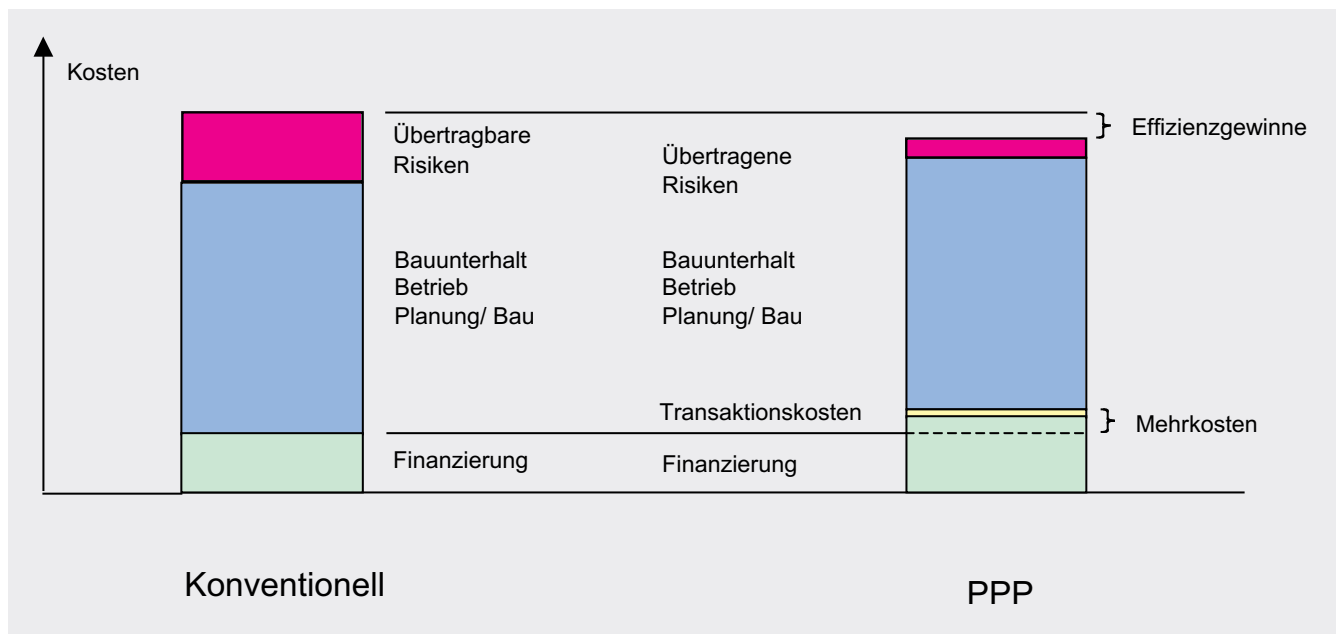 Kosten
Effizienzgewinne
Übertragbare
Risiken
Übertragene
Risiken
Bauunterhalt
Betrieb
Planung/ Bau
Bauunterhalt
Betrieb
Planung/ Bau
Transaktionskosten
Mehrkosten
Finanzierung
Finanzierung
Konventionell
PPP